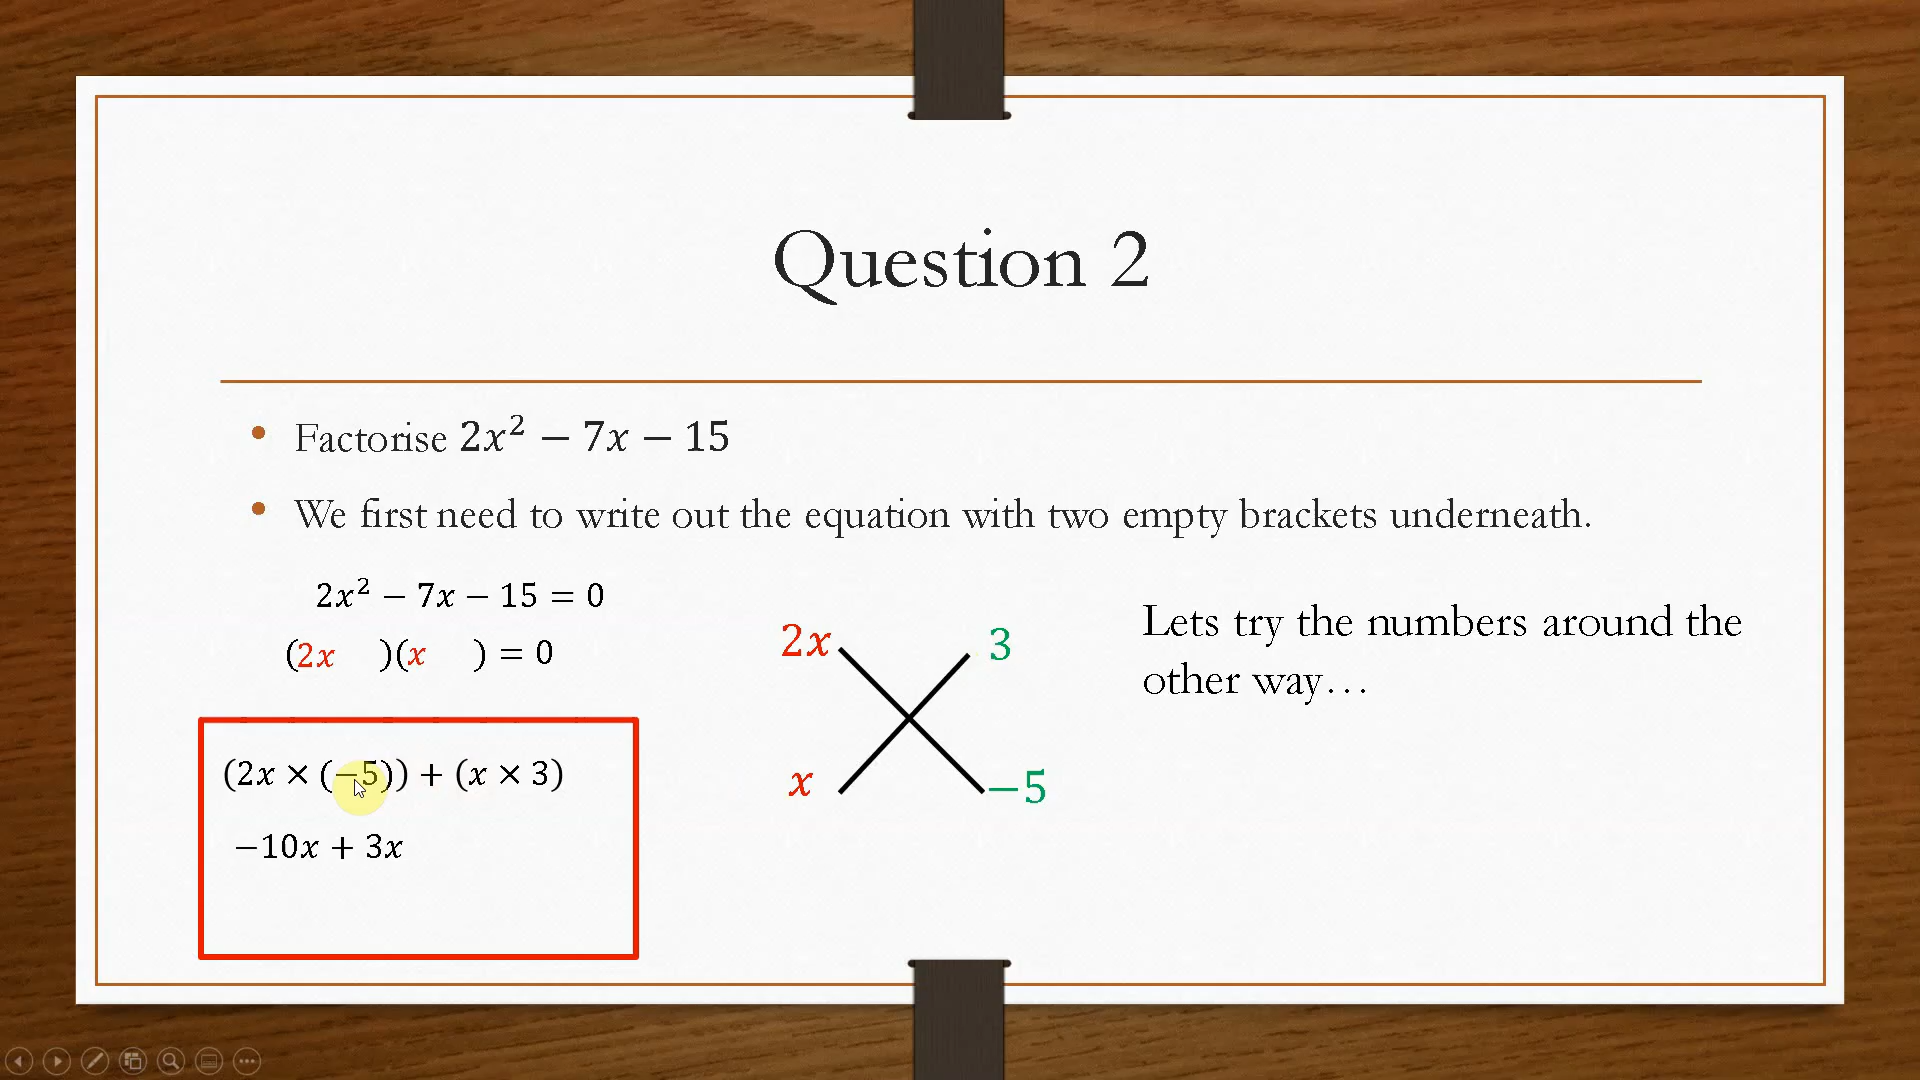 Question 2
• Factorise 2x² − 7x − 15
• We first need to write out the equation with two empty brackets underneath.
2x² − 7x − 15 = 0
(2x )(x ) = 0
2x 3
x −5
Lets try the numbers around the
other way…
(2x × (−5)) + (x × 3)
−10x + 3x